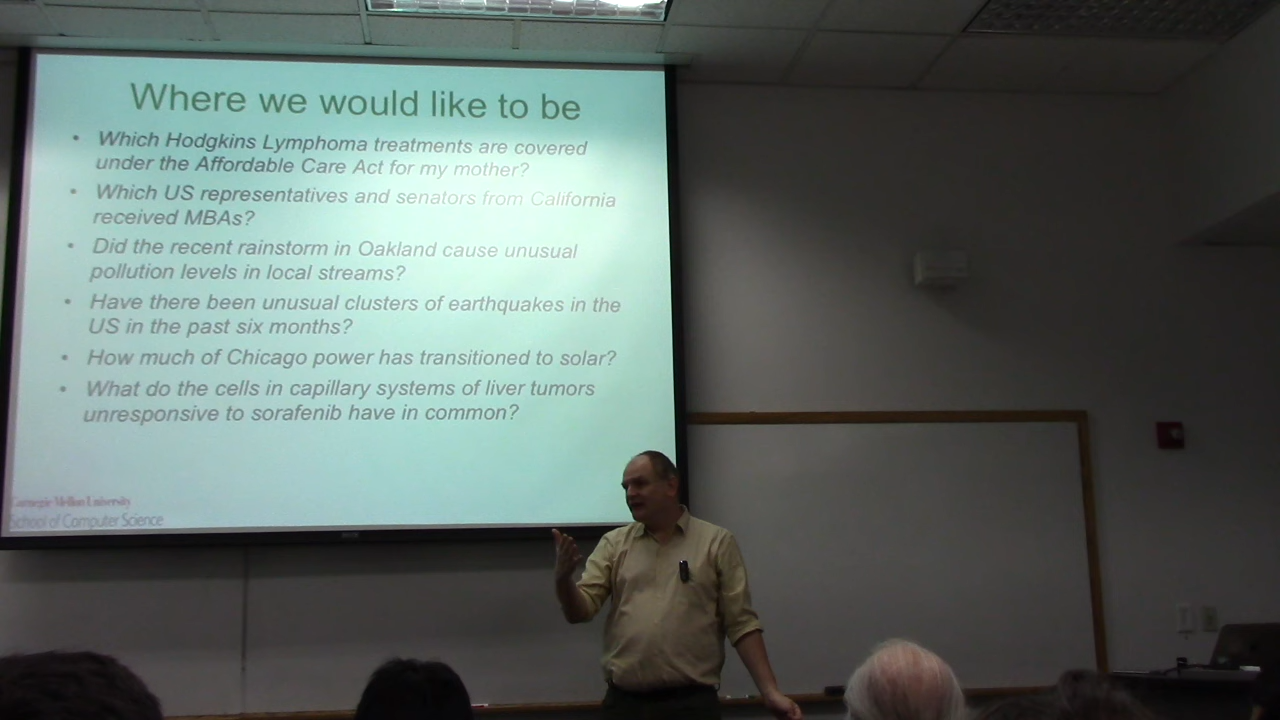 Where we would like to be
• Which Hodgkins Lymphoma treatments are covered
under the Affordable Care Act for my mother?
• Which US representatives and senators from California
received MBAs?
• Did the recent rainstorm in Oakland cause unusual
pollution levels in local streams?
• Have there been unusual clusters of earthquakes in the
US in the past six months?
• How much of Chicago power has transitioned to solar?
• What do the cells in capillary systems of liver tumors
unresponsive to sorafenib have in common?
Carnegie Mellon University
School of Computer Science